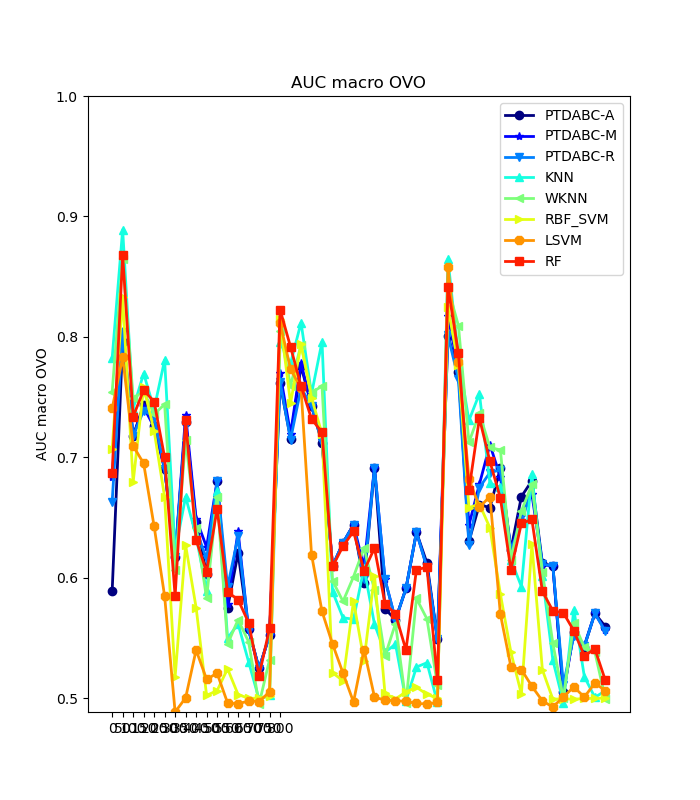 AUC macro OVO
1.0
0.9
0.8
0.7
0.6
0.5
AUC macro OVO
PTDABC-A
PTDABC-M
PTDABC-R
KNN
WKNN
RBF_SVM
LSVM
RF